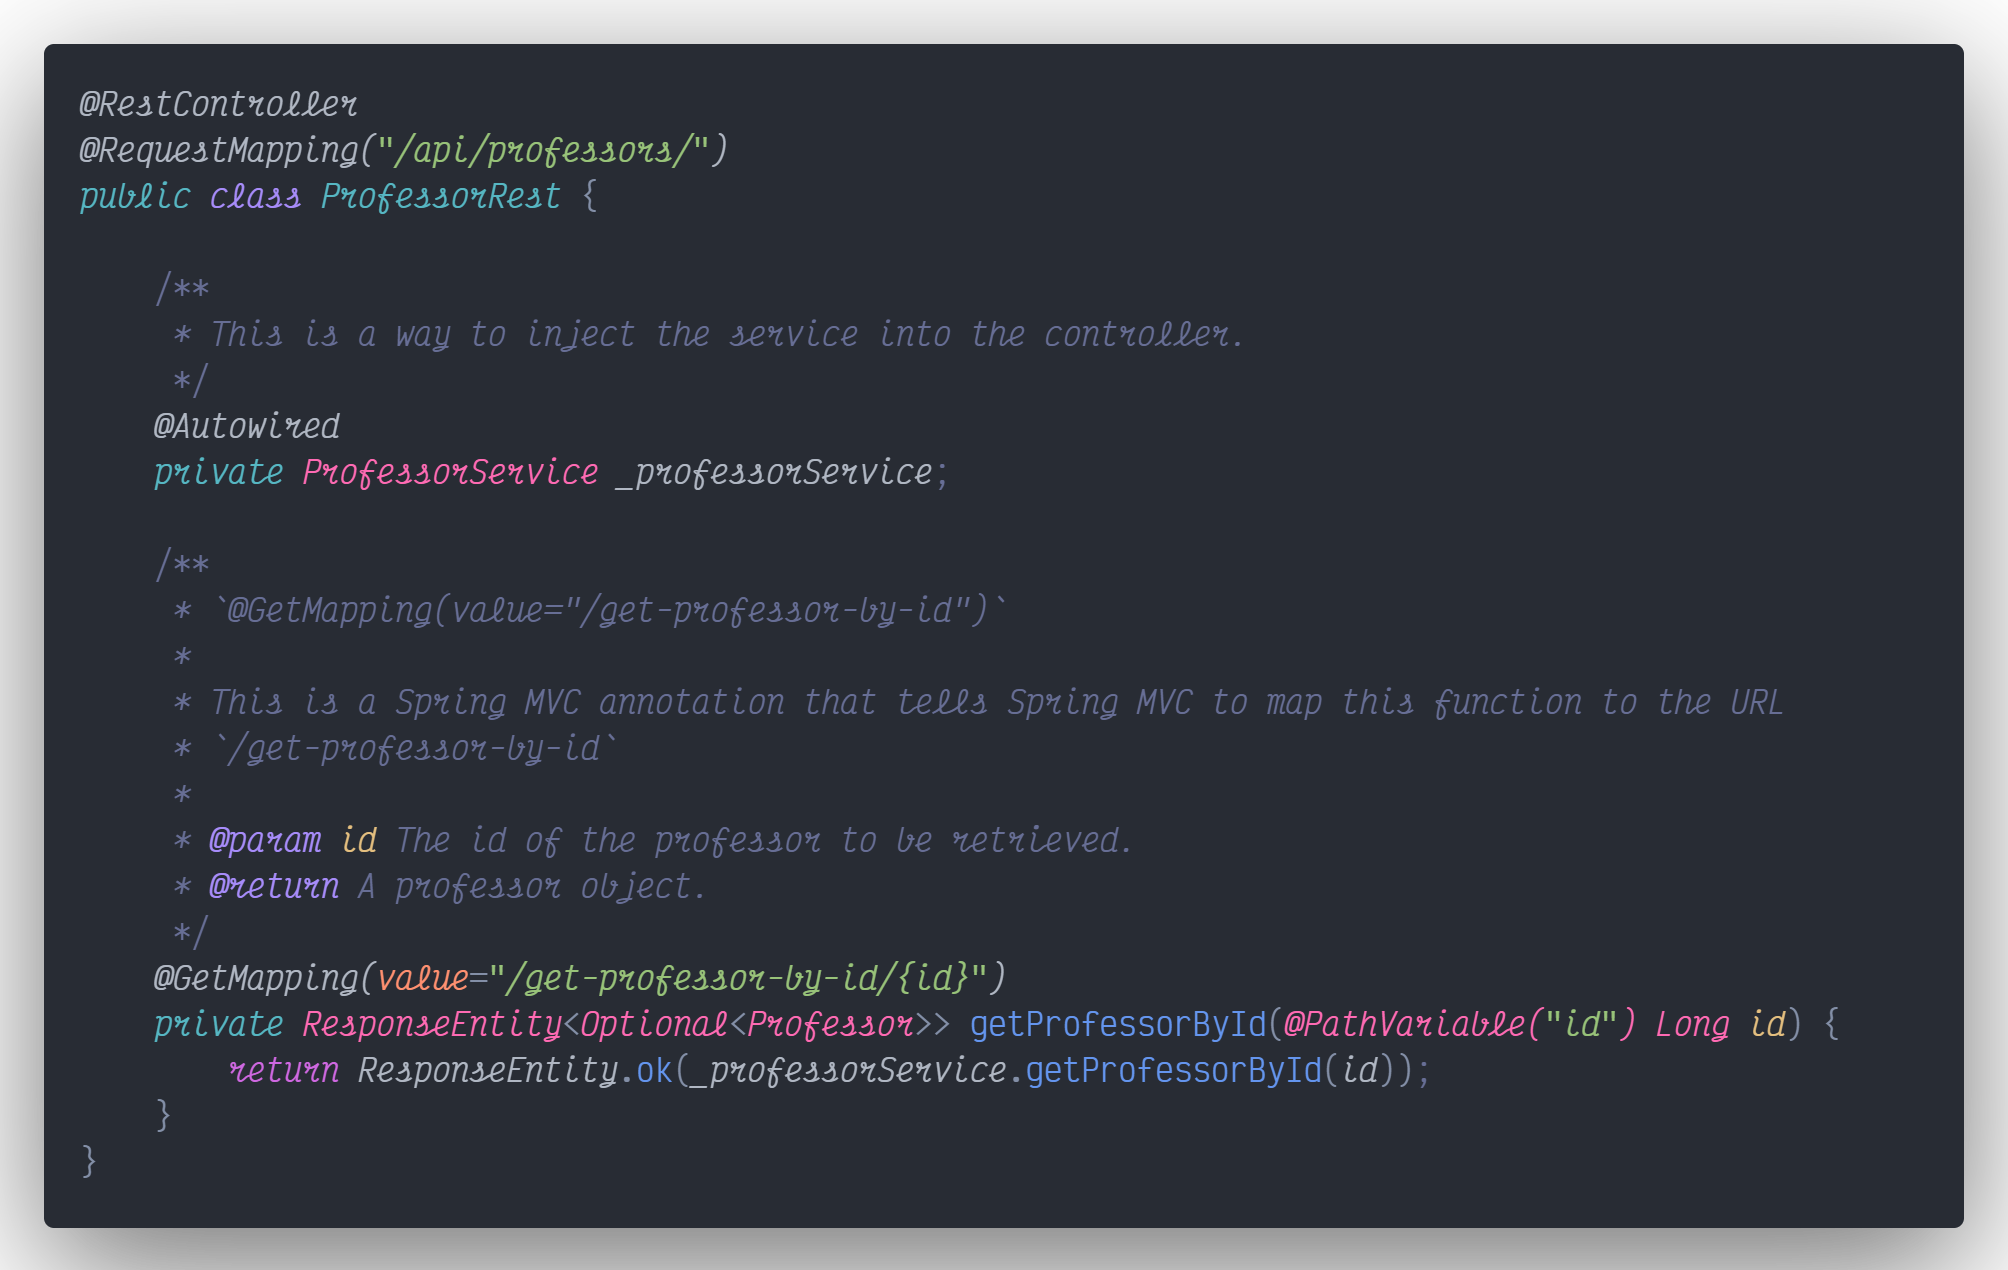 @RestController
@RequestMapping("/api/professors/")
public class ProfessorRest {
/**
* This is a way to inject the service into the controller.
*/
@Autowired
private ProfessorService _professorService;
/**
* `@GetMapping(value="/get-professor-by-id")`
*
* This is a Spring MVC annotation that tells Spring MVC to map this function to the URL
* `/get-professor-by-id`
*
* @param id The id of the professor to be retrieved.
* @return A professor object.
*/
@GetMapping(value="/get-professor-by-id/{id}")
private ResponseEntity<Optional<Professor>> getProfessorById(@PathVariable("id") Long id) {
return ResponseEntity.ok(_professorService.getProfessorById(id));
}
}